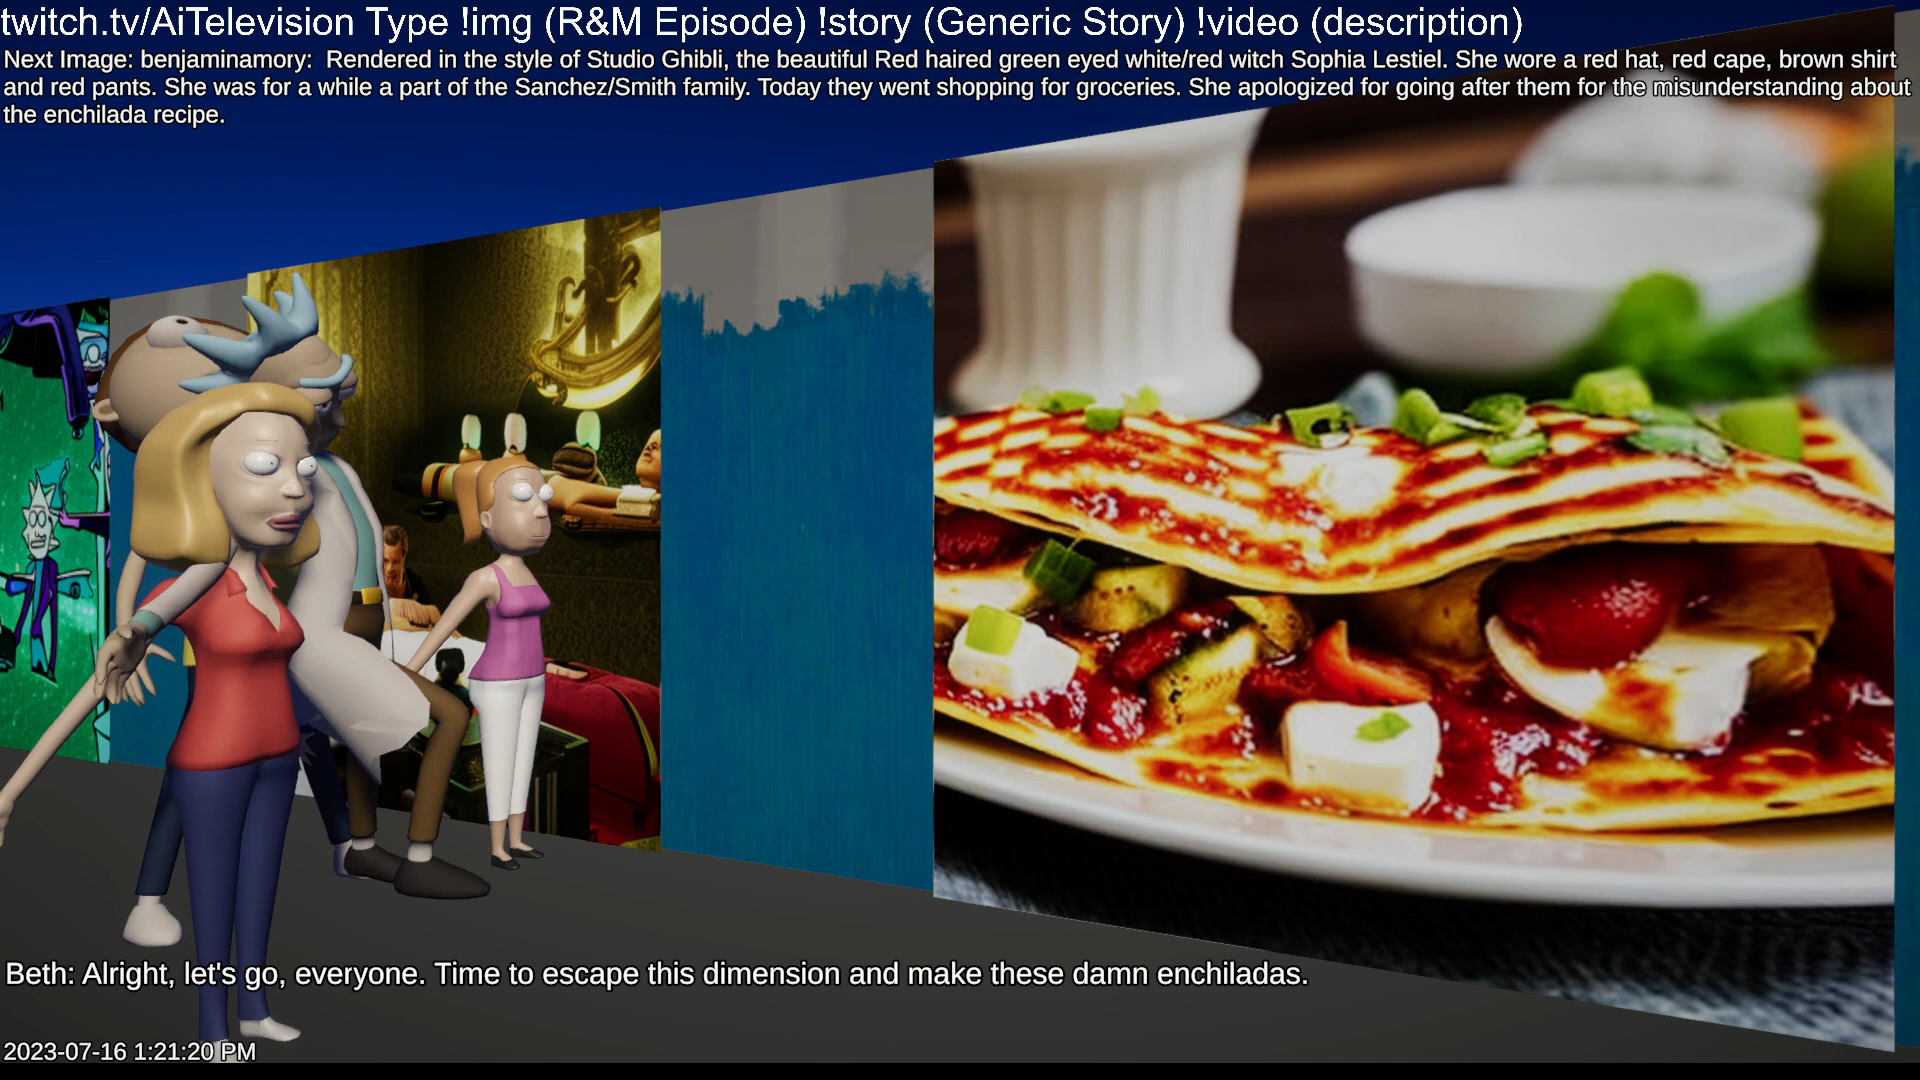 twitch.tv/AiTelevision Type !img (R&M Episode) !story (Generic Story) !video (description)
Next Image: benjaminamory:  Rendered in the style of Studio Ghibli, the beautiful Red haired green eyed white/red witch Sophia Lestiel. She wore a red hat, red cape, brown shirt
and red pants. She was for a while a part of the Sanchez/Smith family. Today they went shopping for groceries. She apologized for going after them for the misunderstanding about
the enchilada recipe.
Beth: Alright, let's go, everyone. Time to escape this dimension and make these damn enchiladas.
2023-07-16 1:21:20 PM